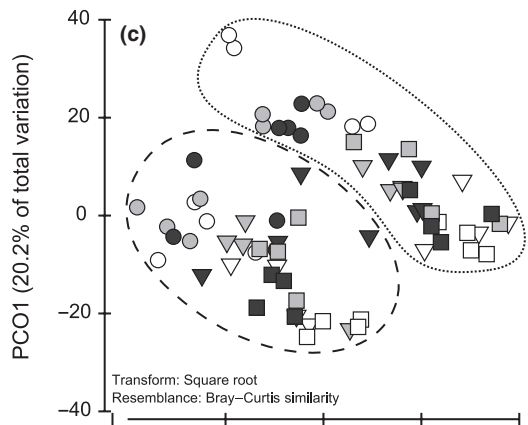 40
(c)
20
0
−20
−40
PCO1 (20.2% of total variation)
Transform: Square root
Resemblance: Bray–Curtis similarity